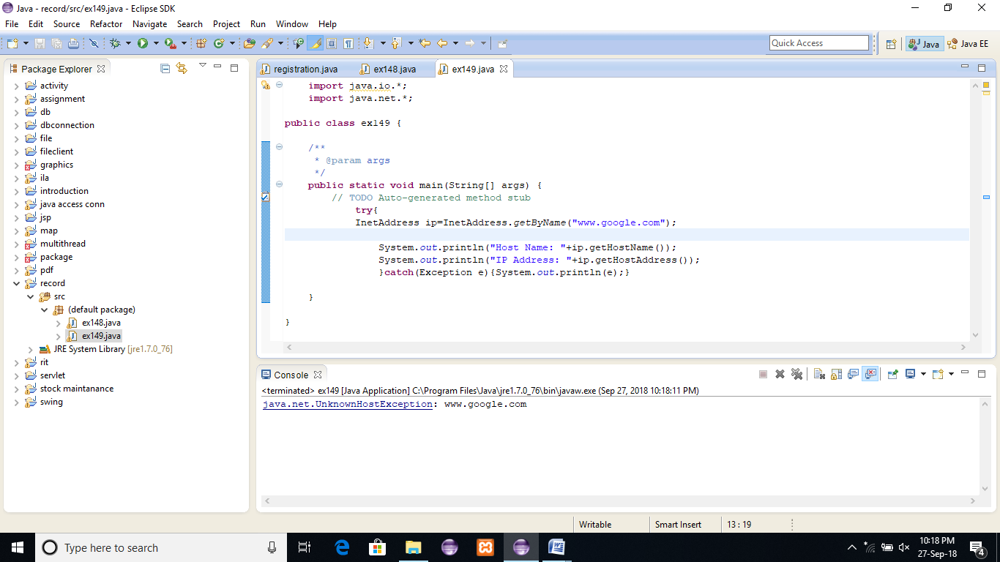 Java - record/src/ex149.java - Eclipse SDK
File Edit Source Refactor Navigate Search Project Run Window Help
Quick Access Java Java EE
Package Explorer
activity
assignment
db
dbconnection
file
fileclient
graphics
ila
introduction
java access conn
jsp
map
multithread
package
pdf
record
src
(default package)
ex148.java
ex149.java
JRE System Library [jre1.7.0_76]
rit
servlet
stock maintanance
swing
registration.java ex148.java ex149.java
import java.io.*;
import java.net.*;
public class ex149 {
/**
* @param args
*/
public static void main(String[] args) {
// TODO Auto-generated method stub
try{
InetAddress ip=InetAddress.getByName("www.google.com");
System.out.println("Host Name: "+ip.getHostName());
System.out.println("IP Address: "+ip.getHostAddress());
}catch(Exception e){System.out.println(e);}
}
}
Console
<terminated> ex149 [Java Application] C:\Program Files\Java\jre1.7.0_76\bin\javaw.exe (Sep 27, 2018 10:18:11 PM)
java.net.UnknownHostException: www.google.com
Writable Smart Insert 13 : 19
Type here to search
10:18 PM
27-Sep-18
4